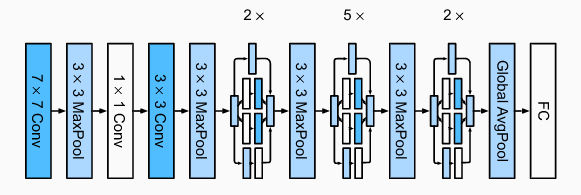 2 ×
5 ×
2 ×
7 × 7 Conv
3 × 3 MaxPool
1 × 1 Conv
3 × 3 Conv
3 × 3 MaxPool
3 × 3 MaxPool
3 × 3 MaxPool
Global AvgPool
FC